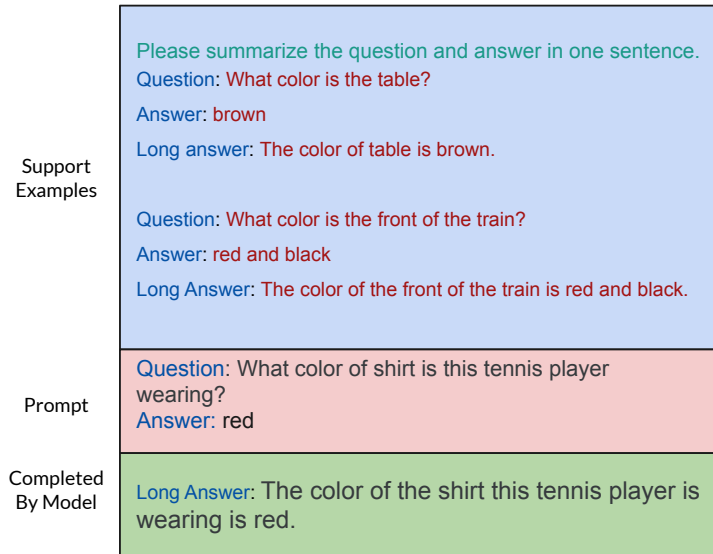 Please summarize the question and answer in one sentence.
Question: What color is the table?
Answer: brown
Long answer: The color of table is brown.
Support
Examples
Question: What color is the front of the train?
Answer: red and black
Long Answer: The color of the front of the train is red and black.
Question: What color of shirt is this tennis player
wearing?
Prompt
Answer: red
Completed
By Model
Long Answer: The color of the shirt this tennis player is
wearing is red.